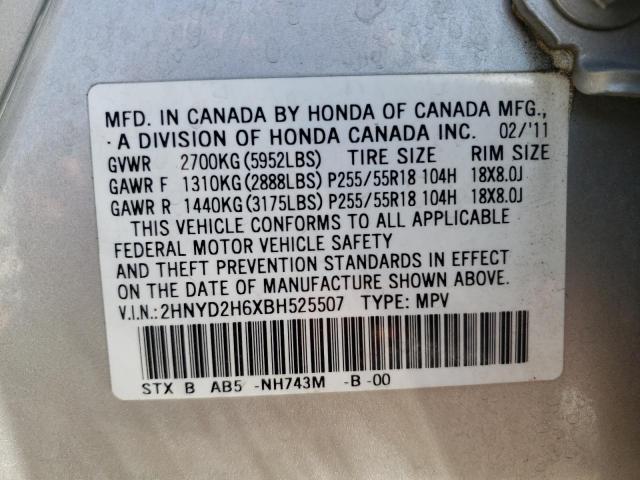 MFD. IN CANADA BY HONDA OF CANADA MFG.,
· A DIVISION OF HONDA CANADA INC. 02/'11
GVWR 2700KG(5952LBS) TIRE SIZE RIM SIZE
GAWR F 1310KG(2888LBS) P255/55R18 104H 18X8.0J
GAWR R 1440KG(3175LBS) P255/55R18 104H 18X8.0J
THIS VEHICLE CONFORMS TO ALL APPLICABLE
FEDERAL MOTOR VEHICLE SAFETY
AND THEFT PREVENTION STANDARDS IN EFFECT
ON THE DATE OF MANUFACTURE SHOWN ABOVE.
V.I.N.: 2HNYD2H6XBH525507 TYPE: MPV
STX B AB5 -NH743M -B -00